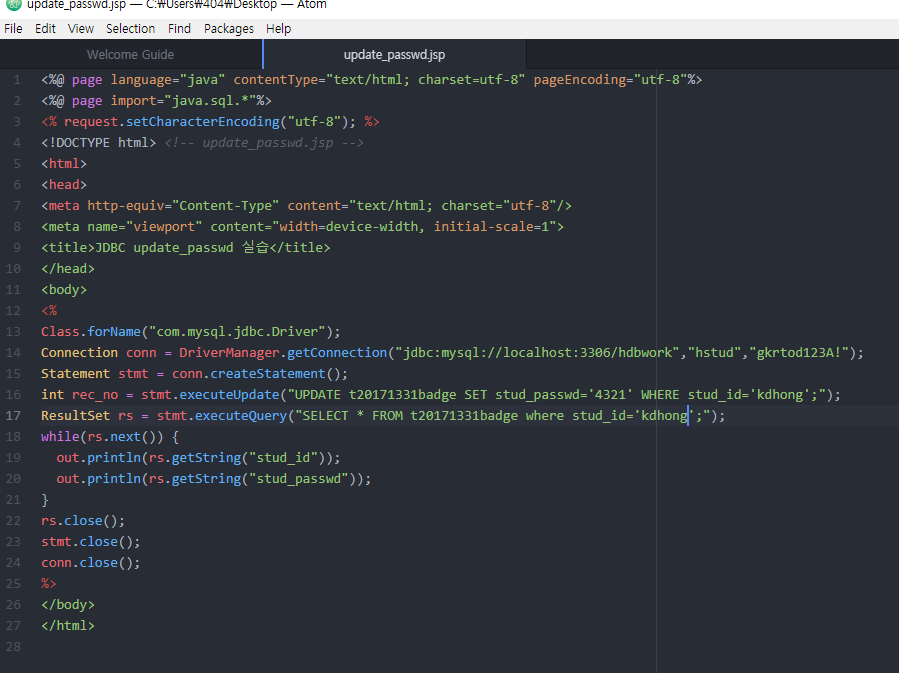 update_passwd.jsp — C:₩Users₩404₩Desktop — Atom
File Edit View Selection Find Packages Help
Welcome Guide update_passwd.jsp
1 <%@ page language="java" contentType="text/html; charset=utf-8" pageEncoding="utf-8"%>
2 <%@ page import="java.sql.*"%>
3 <% request.setCharacterEncoding("utf-8"); %>
4 <!DOCTYPE html> <!-- update_passwd.jsp -->
5 <html>
6 <head>
7 <meta http-equiv="Content-Type" content="text/html; charset="utf-8"/>
8 <meta name="viewport" content="width=device-width, initial-scale=1">
9 <title>JDBC update_passwd 실습</title>
10 </head>
11 <body>
12 <%
13 Class.forName("com.mysql.jdbc.Driver");
14 Connection conn = DriverManager.getConnection("jdbc:mysql://localhost:3306/hdbwork","hstud","gkrtod123A!");
15 Statement stmt = conn.createStatement();
16 int rec_no = stmt.executeUpdate("UPDATE t20171331badge SET stud_passwd='4321' WHERE stud_id='kdhong';");
17 ResultSet rs = stmt.executeQuery("SELECT * FROM t20171331badge where stud_id='kdhong';");
18 while(rs.next()) {
19 out.println(rs.getString("stud_id"));
20 out.println(rs.getString("stud_passwd"));
21 }
22 rs.close();
23 stmt.close();
24 conn.close();
25 %>
26 </body>
27 </html>
28